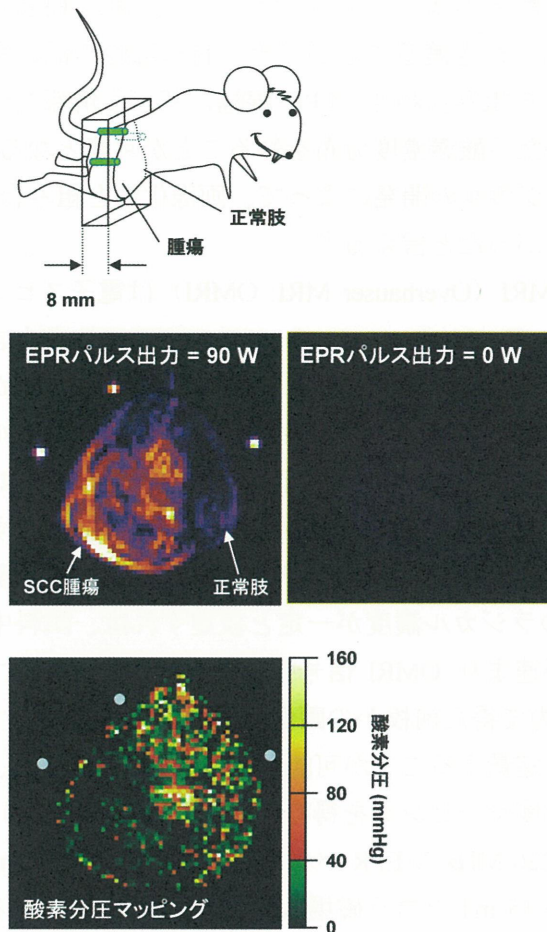 正常肢
腫瘍
8 mm
EPRパルス出力 = 90 W
EPRパルス出力 = 0 W
SCC腫瘍
正常肢
酸素分圧マッピング
160
120
80
40
0
酸素分圧 (mmHg)